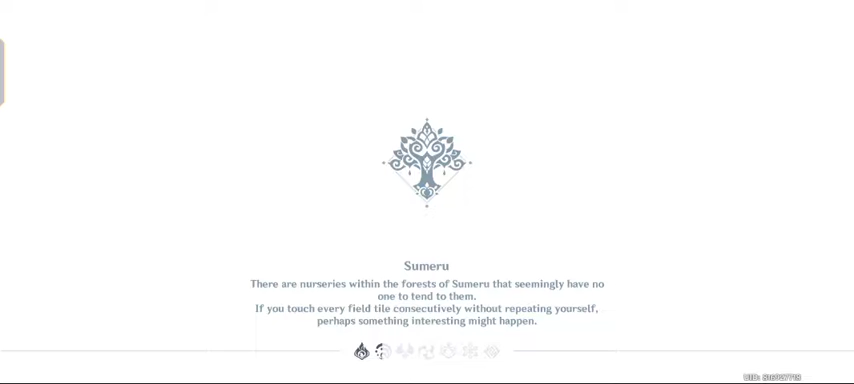 Sumeru
There are nurseries within the forests of Sumeru that seemingly have no
one to tend to them.
If you touch every field tile consecutively without repeating yourself,
perhaps something interesting might happen.